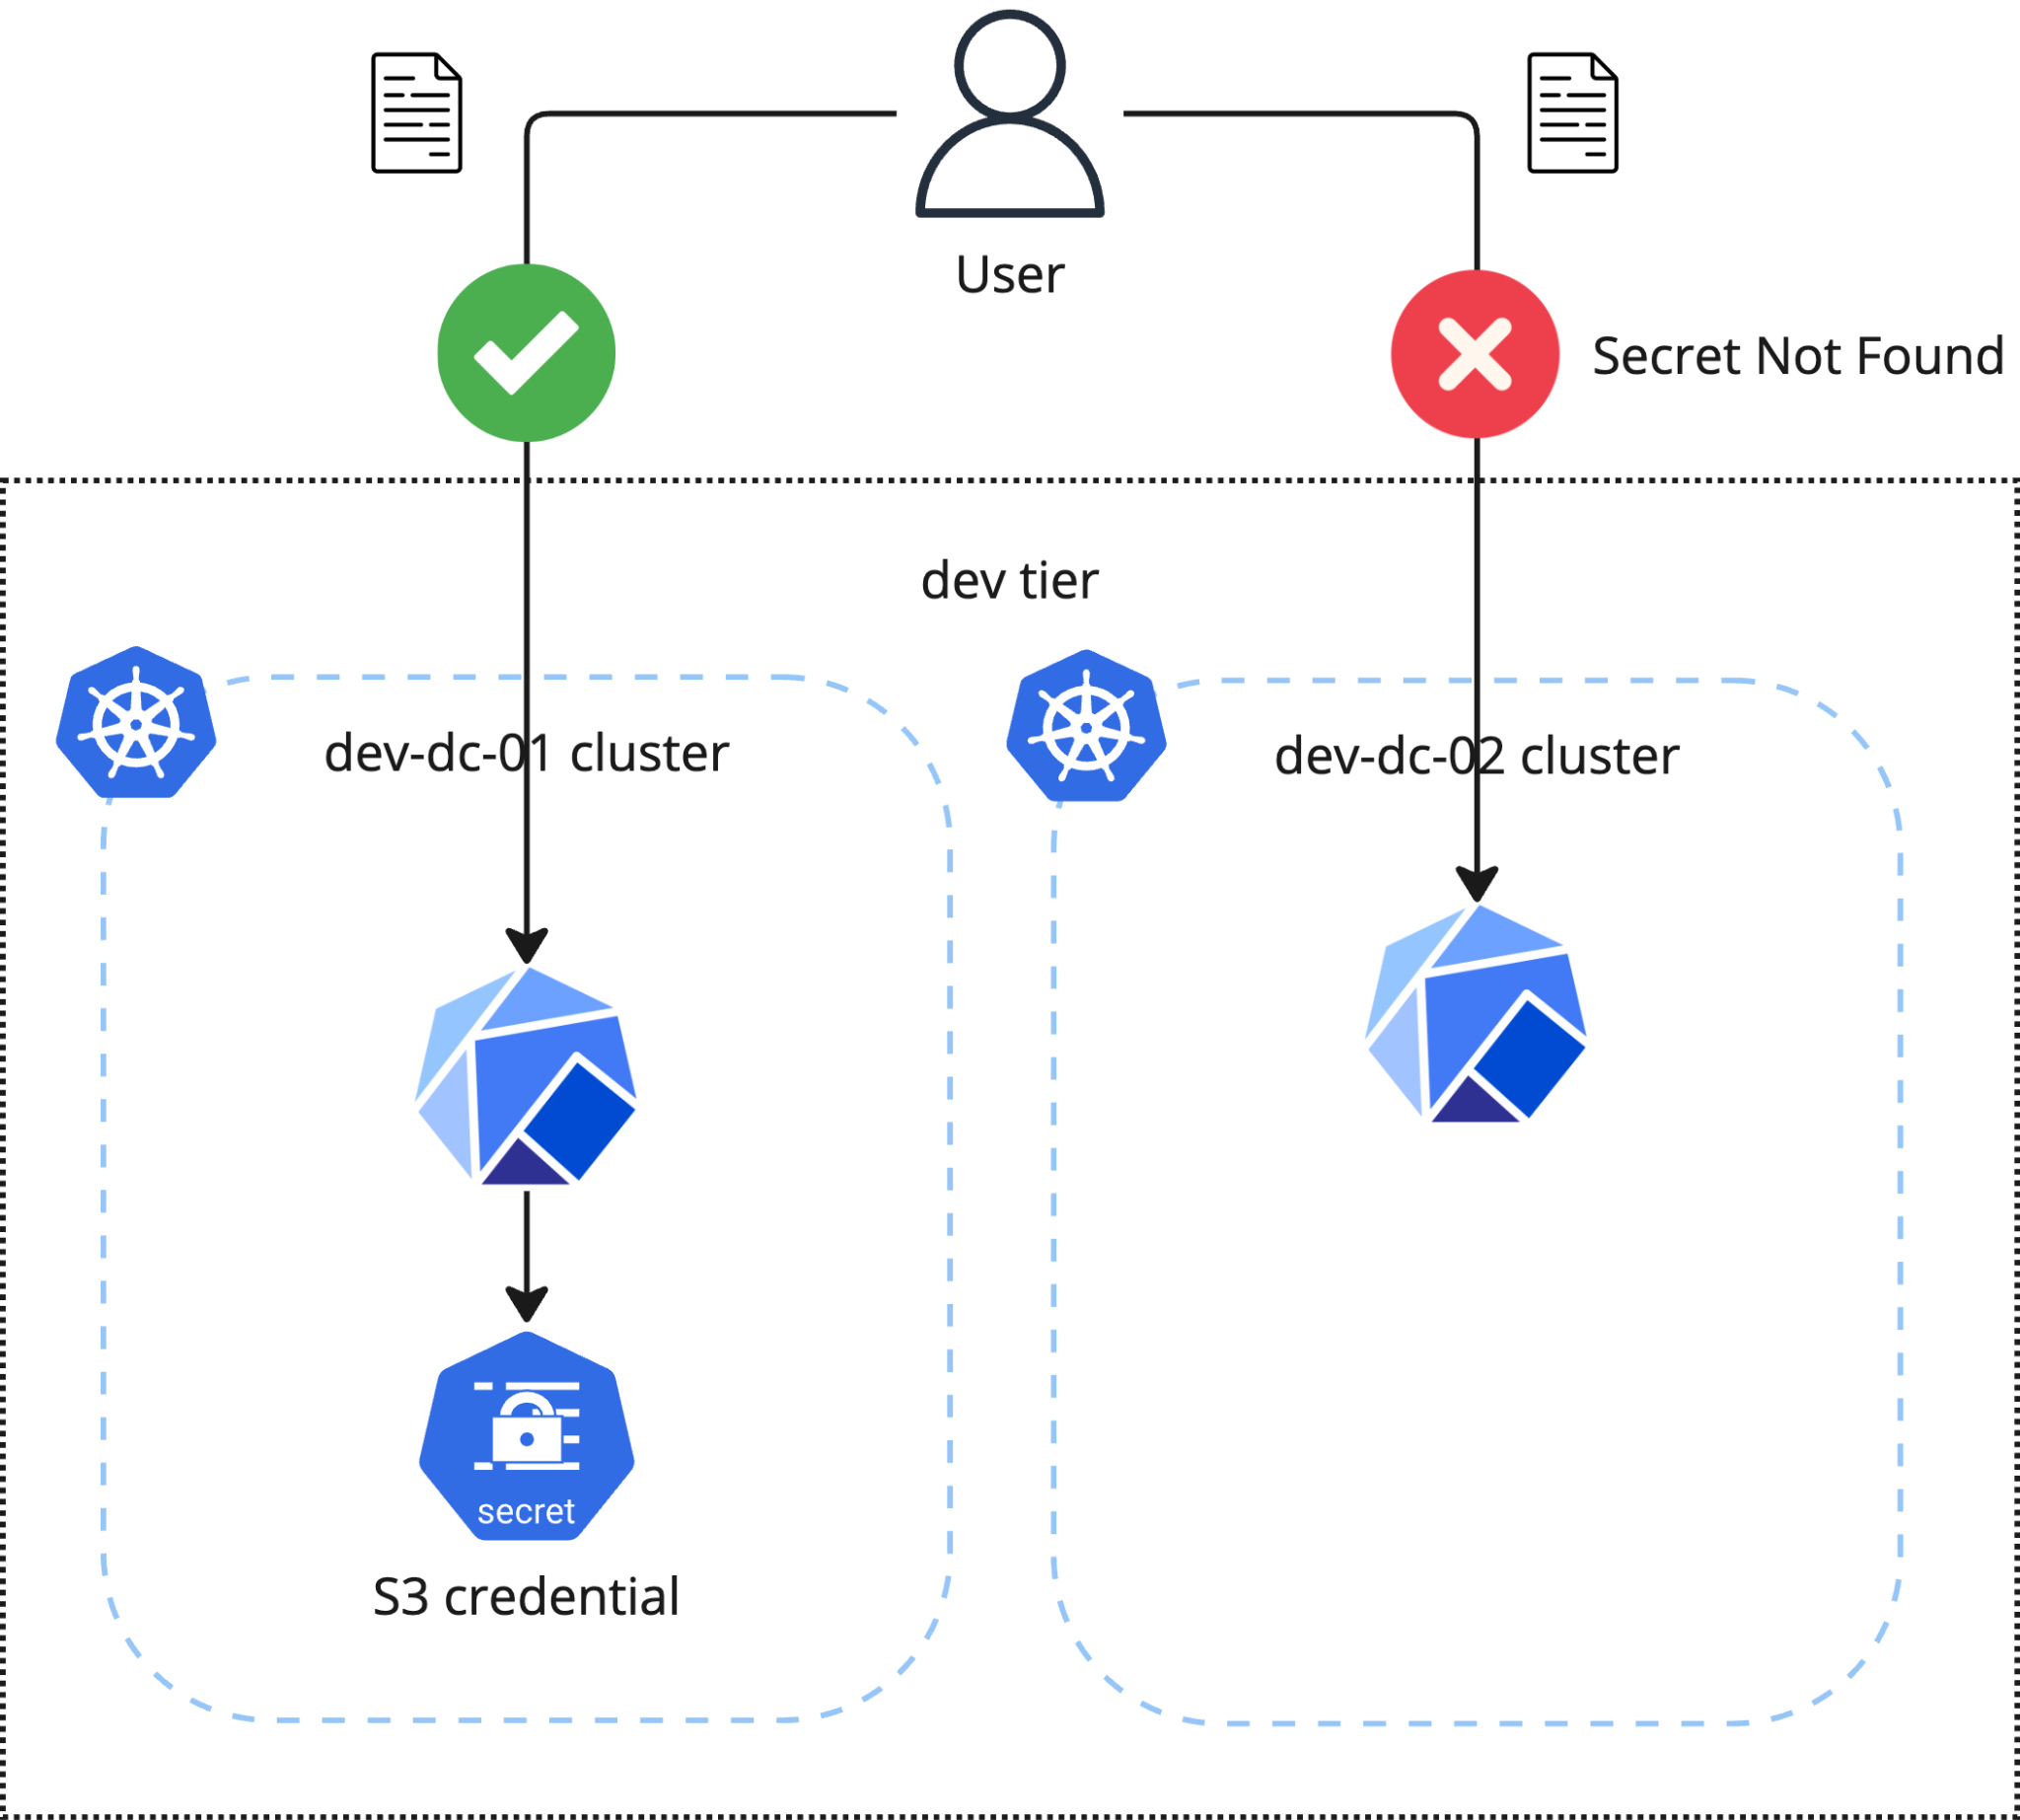 User
Secret Not Found
dev tier
dev-dc-01 cluster
dev-dc-02 cluster
secret
S3 credential